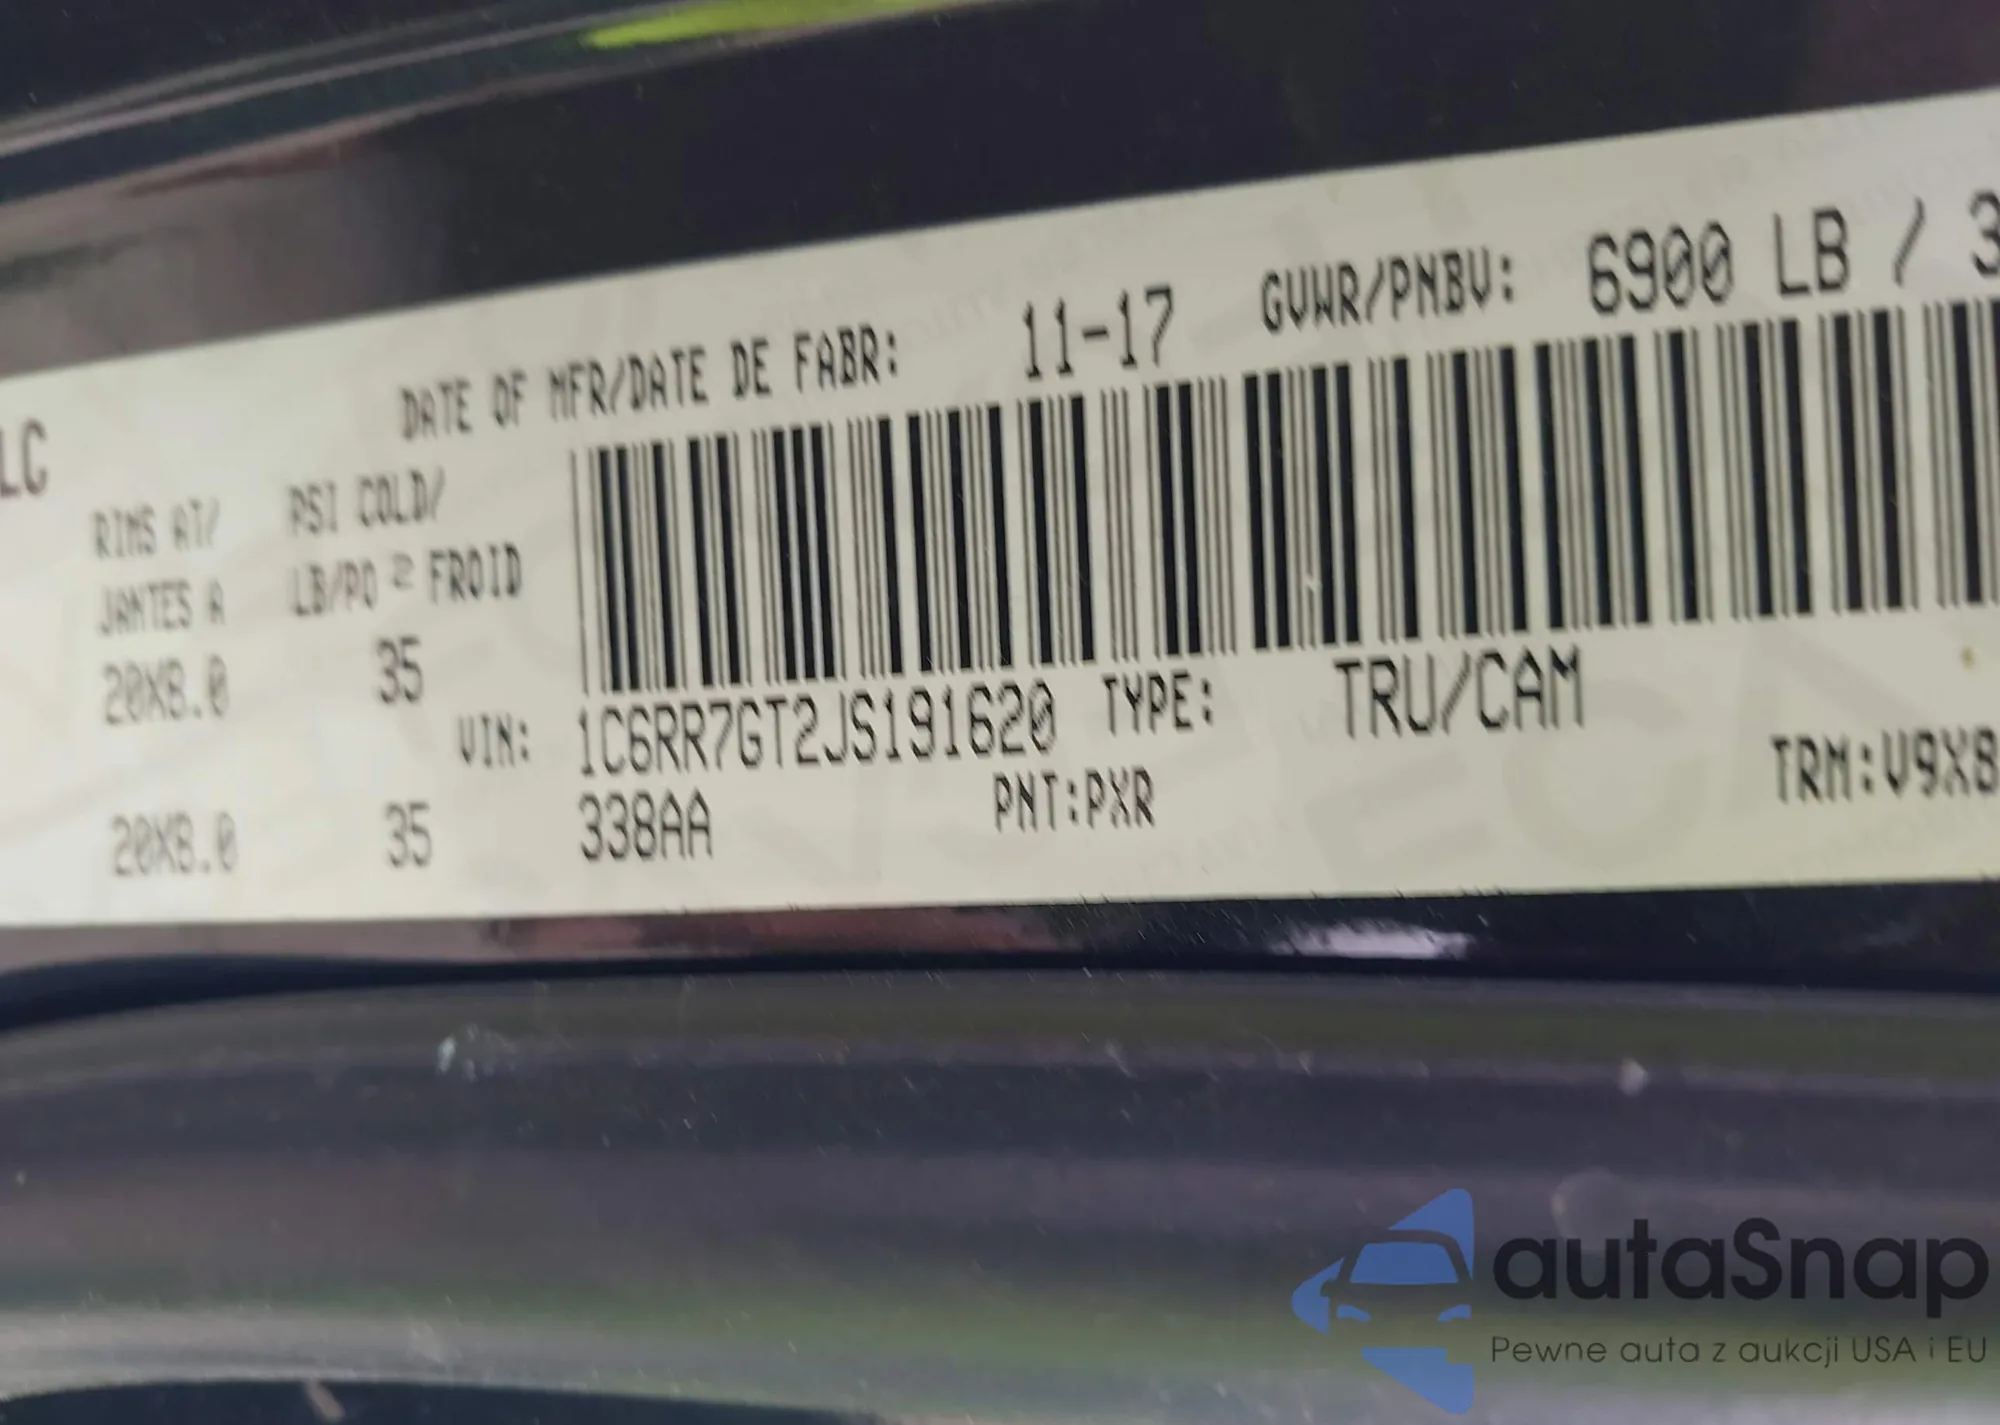 DATE OF MFR/DATE DE FABR: 11-17 GVWR/PNBV: 6900 LB / 3
LC
RIMS AT/ PSI COLD/
JANTES A LB/PO 2 FROID
20X8.0 35
VIN: 1C6RR7GT2JS191620 TYPE: TRU/CAM
338AA PNT:PXR TRM:V9X8
20X8.0 35
autaSnap
Pewne auta z aukcji USA i EU